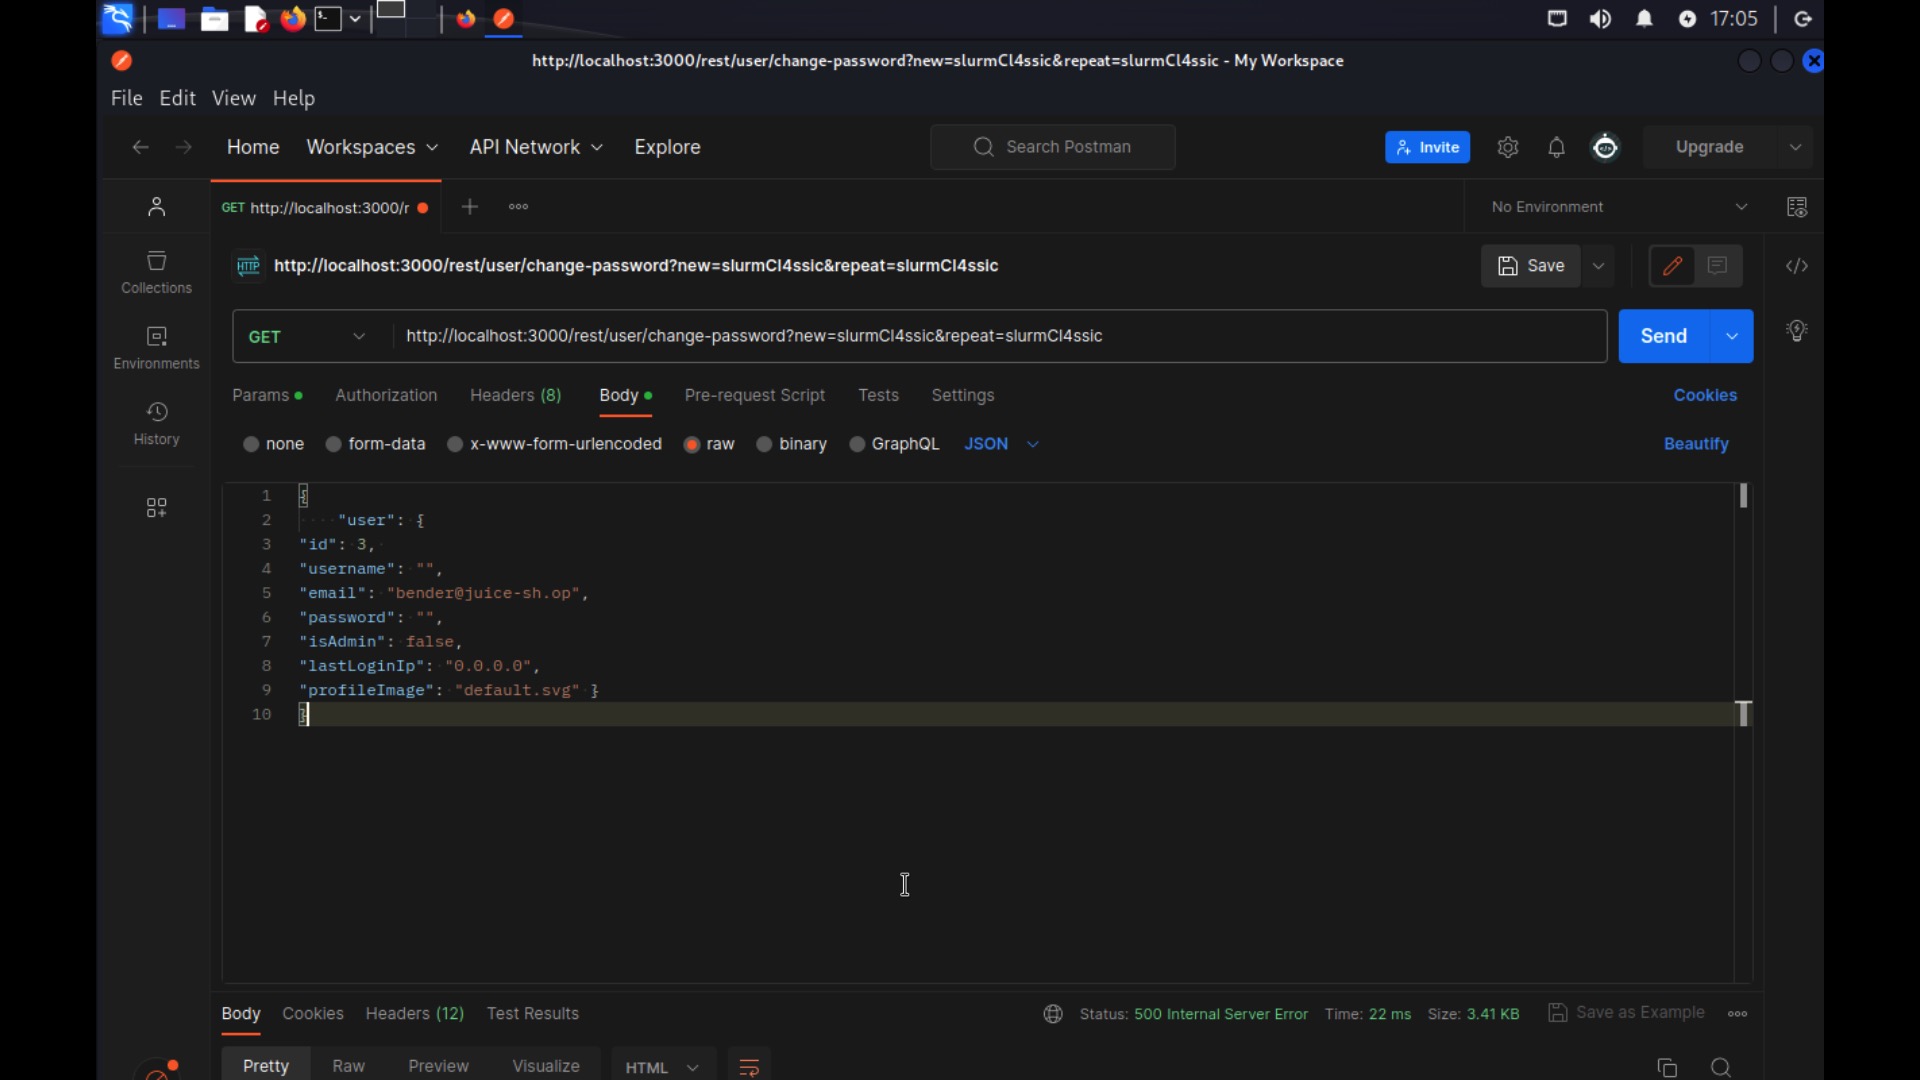 17:05
http://localhost:3000/rest/user/change-password?new=slurmCl4ssic&repeat=slurmCl4ssic - My Workspace
File Edit View Help
Home Workspaces API Network Explore Search Postman Invite Upgrade
GET http://localhost:3000/r No Environment
HTTP http://localhost:3000/rest/user/change-password?new=slurmCl4ssic&repeat=slurmCl4ssic Save
Collections
Environments
History
GET http://localhost:3000/rest/user/change-password?new=slurmCl4ssic&repeat=slurmCl4ssic Send
Params Authorization Headers (8) Body Pre-request Script Tests Settings Cookies
none form-data x-www-form-urlencoded raw binary GraphQL JSON Beautify
1 {
2 "user": {
3 "id": 3,
4 "username": "",
5 "email": "bender@juice-sh.op",
6 "password": "",
7 "isAdmin": false,
8 "lastLoginIp": "0.0.0.0",
9 "profileImage": "default.svg" }
10 }
Body Cookies Headers (12) Test Results Status: 500 Internal Server Error Time: 22 ms Size: 3.41 KB Save as Example
Pretty Raw Preview Visualize HTML